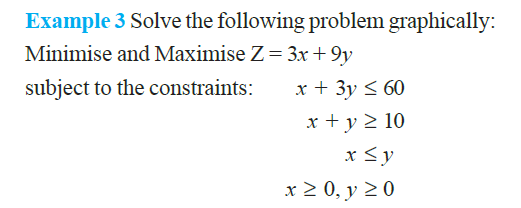 Example 3 Solve the following problem graphically:
Minimise and Maximise Z = 3x + 9y
subject to the constraints: x + 3y ≤ 60
x + y ≥ 10
x ≤ y
x ≥ 0, y ≥ 0